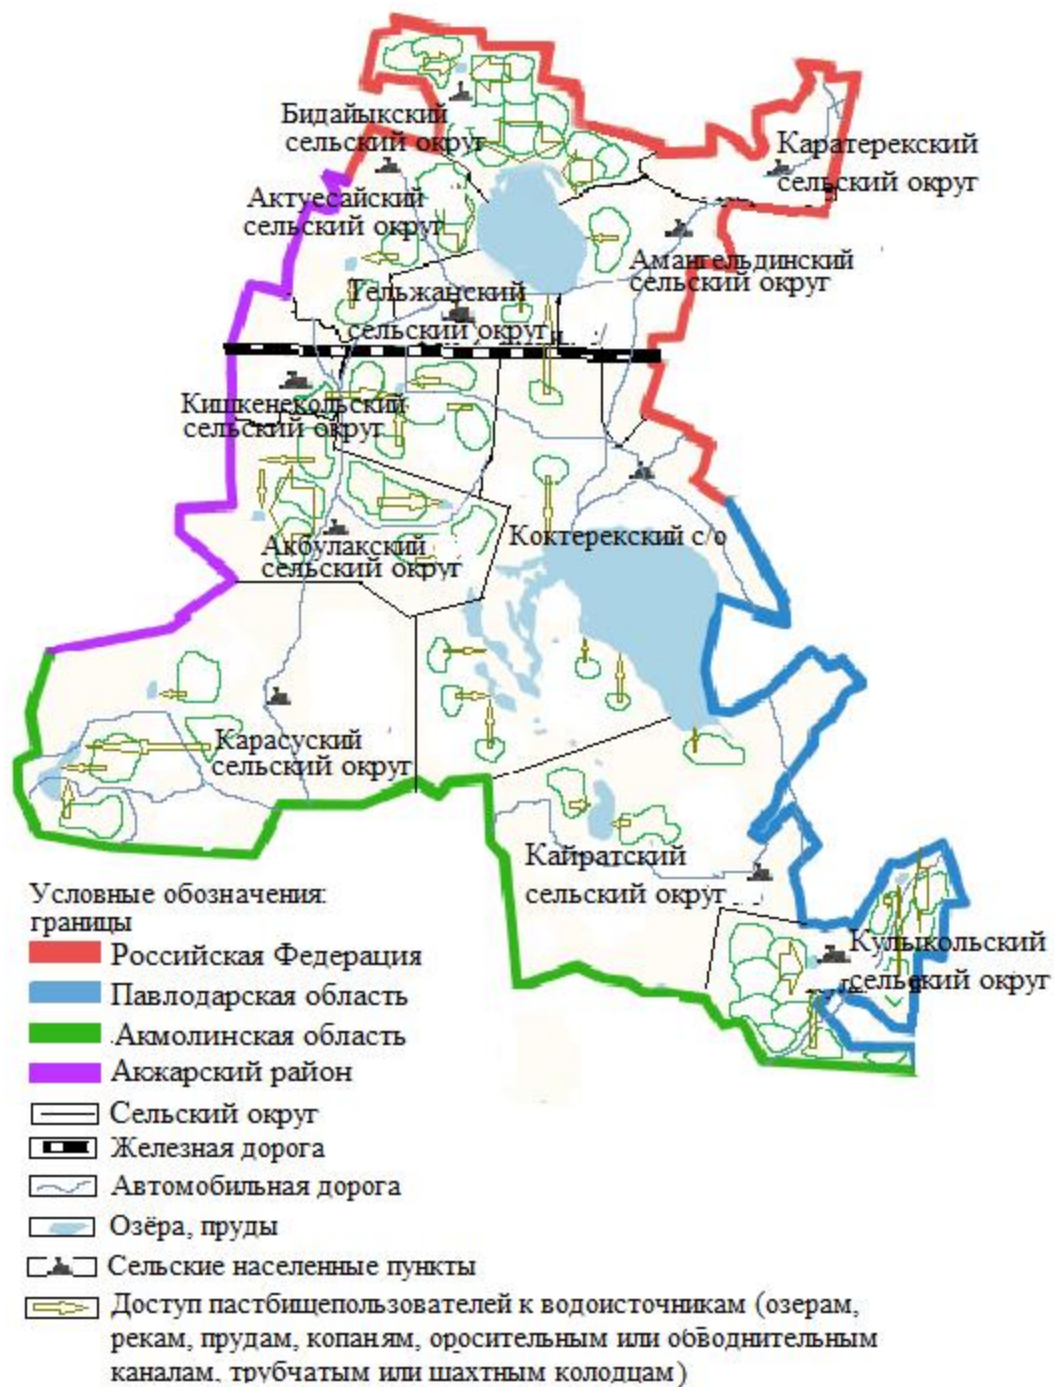 Бидайыкский
сельский округ
Каратерекский
сельский округ
Актуесайский
сельский округ
Амангельдинский
сельский округ
Тельжанский
сельский округ
Кишкенекольский
сельский округ
Акбулакский
сельский округ
Коктерекский с/о
Карасуский
сельский округ
Кайратский
сельский округ
Кулыкольский
сельский округ
Условные обозначения:
границы
Российская Федерация
Павлодарская область
Акмолинская область
Акжарский район
Сельский округ
Железная дорога
Автомобильная дорога
Озёра, пруды
Сельские населенные пункты
Доступ пастбищепользователей к водоисточникам (озерам,
рекам, прудам, копаням, оросительным или обводнительным
каналам, трубчатым или шахтным колодцам)